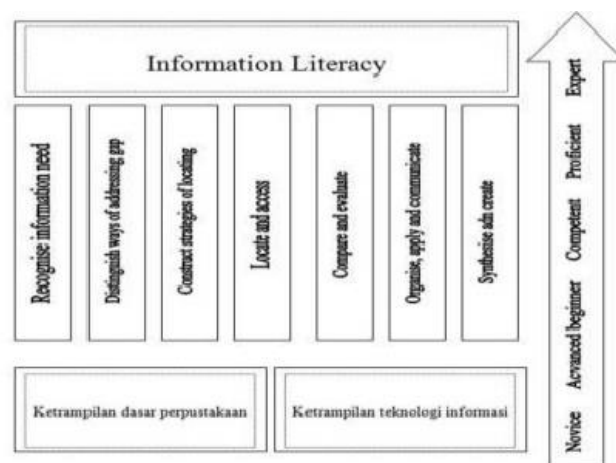 Information Literacy
Recognise information need
Distinguish ways of addressing gap
Construct strategies of locating
Locate and access
Compare and evaluate
Organise, apply and communicate
Synthesise adn create
Ketrampilan dasar perpustakaan
Ketrampilan teknologi informasi
Novice Acvanced beginner Competent Proficient Expert